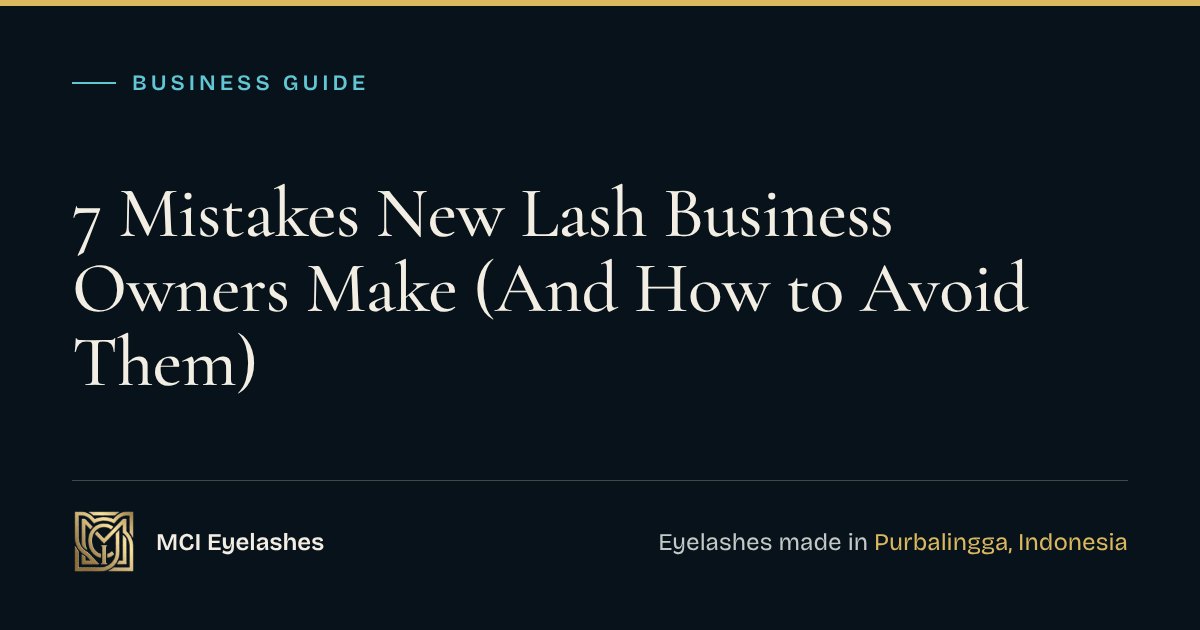 BUSINESS GUIDE
7 Mistakes New Lash Business
Owners Make (And How to Avoid
Them)
MCI Eyelashes
Eyelashes made in Purbalingga, Indonesia